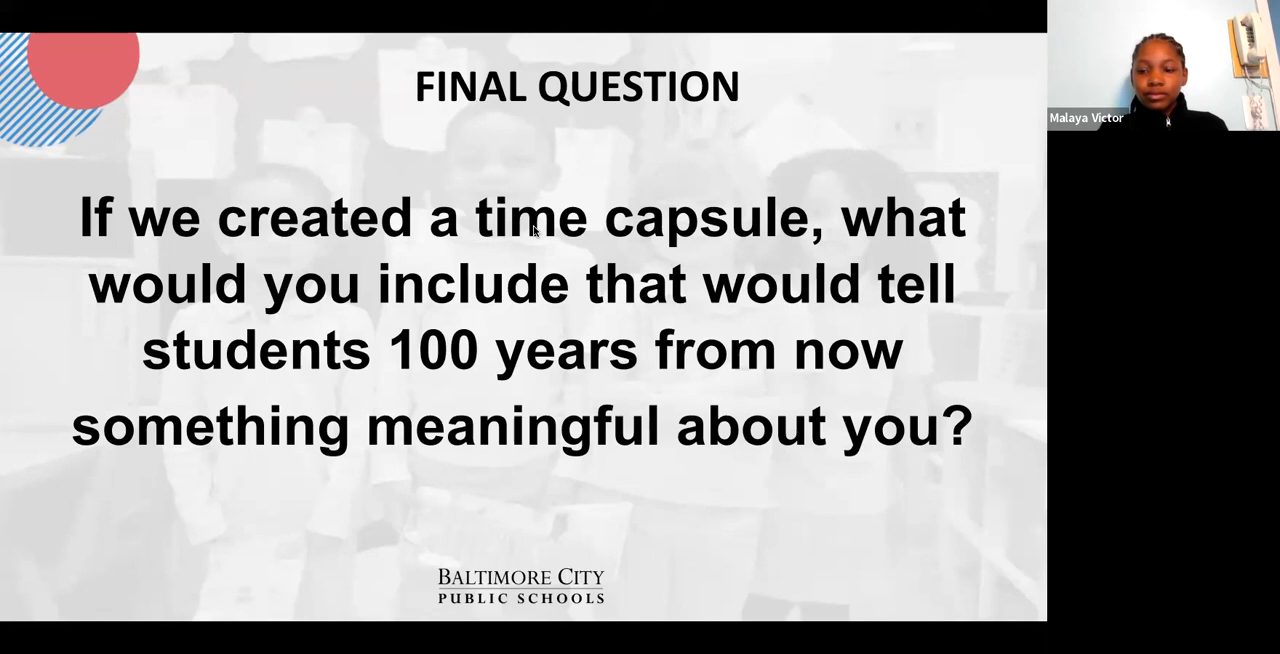 FINAL QUESTION
If we created a time capsule, what
would you include that would tell
students 100 years from now
something meaningful about you?
BALTIMORE CITY
PUBLIC SCHOOLS
Malaya Victor